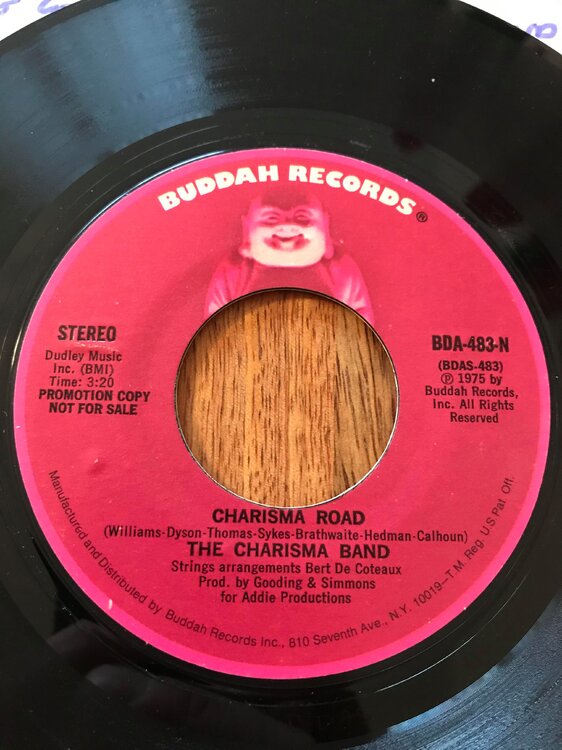 BUDDAH RECORDS®
STEREO
Dudley Music
Inc. (BMI)
Time: 3:20
PROMOTION COPY
NOT FOR SALE
BDA-483-N
(BDAS-483)
Ⓟ 1975 by
Buddah Records,
Inc. All Rights
Reserved
CHARISMA ROAD
(Williams-Dyson-Thomas-Sykes-Brathwaite-Hedman-Calhoun)
THE CHARISMA BAND
Strings arrangements Bert De Coteaux
Prod. by Gooding & Simmons
for Addie Productions
Manufactured and Distributed by Buddah Records Inc., 810 Seventh Ave., N.Y. 10019—T.M. Reg. U.S. Pat. Off.